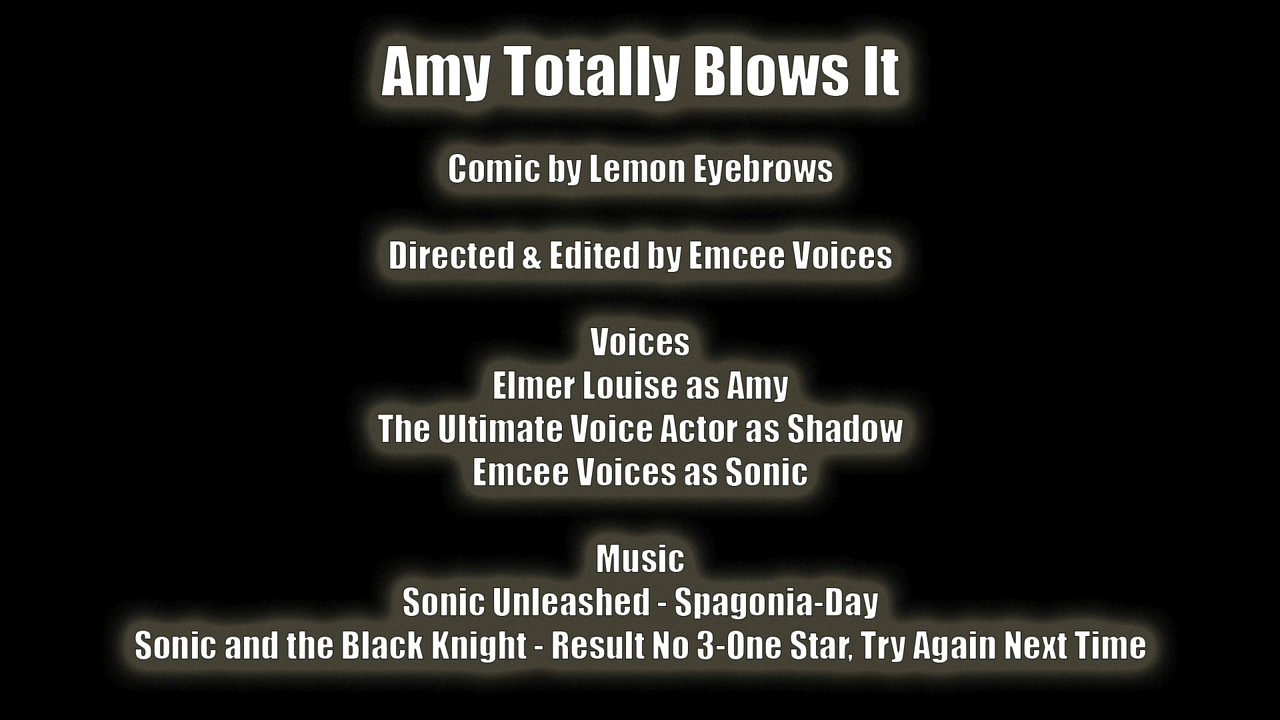 Amy Totally Blows It
Comic by Lemon Eyebrows
Directed & Edited by Emcee Voices
Voices
Elmer Louise as Amy
The Ultimate Voice Actor as Shadow
Emcee Voices as Sonic
Music
Sonic Unleashed - Spagonia-Day
Sonic and the Black Knight - Result No 3-One Star, Try Again Next Time